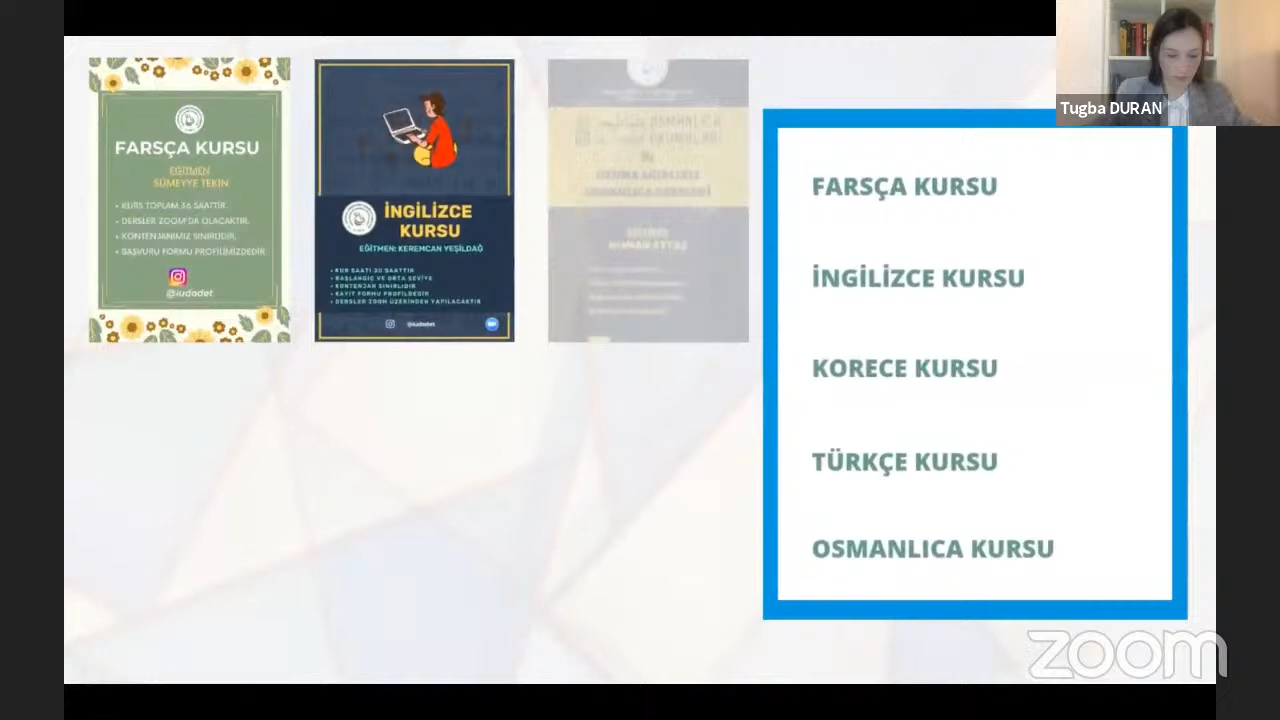 FARSÇA KURSU
EĞİTMEN
SÜMEYYE TEKİN
• KURS TOPLAM 36 SAATTİR.
• DERSLER ZOOM'DA OLACAKTIR.
• KONTENJANIMIZ SINIRLIDIR.
• BAŞVURU FORMU PROFİLİMİZDEDİR
@iudodet
İNGİLİZCE
KURSU
EĞİTMEN: KEREMCAN YEŞİLDAĞ
• KUR SAATİ 30 SAATTIR
• BAŞLANGIÇ VE ORTA SEVİYE
• KONTENJAN SINIRLIDIR
• KAYIT FORMU PROFİLDEDİR
• DERSLER ZOOM ÜZERİNDEN YAPILACAKTIR
@iudodet
Tugba DURAN
FARSÇA KURSU
İNGİLİZCE KURSU
KORECE KURSU
TÜRKÇE KURSU
OSMANLICA KURSU
zoom